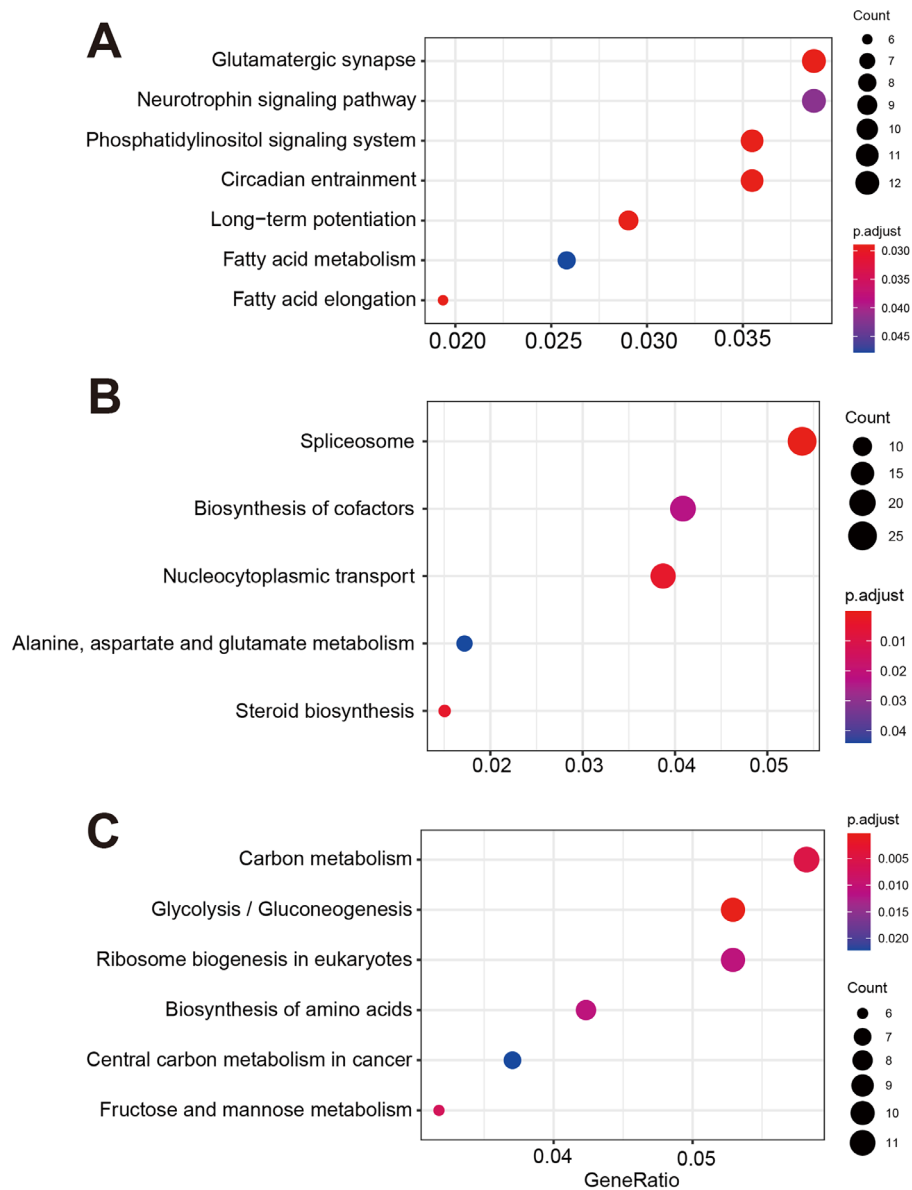 A
Glutamatergic synapse
Neurotrophin signaling pathway
Phosphatidylinositol signaling system
Circadian entrainment
Long−term potentiation
Fatty acid metabolism
Fatty acid elongation
0.020 0.025 0.030 0.035
Count
6
7
8
9
10
11
12
p.adjust
0.030
0.035
0.040
0.045
B
Spliceosome
Biosynthesis of cofactors
Nucleocytoplasmic transport
Alanine, aspartate and glutamate metabolism
Steroid biosynthesis
0.02 0.03 0.04 0.05
Count
10
15
20
25
p.adjust
0.01
0.02
0.03
0.04
C
Carbon metabolism
Glycolysis / Gluconeogenesis
Ribosome biogenesis in eukaryotes
Biosynthesis of amino acids
Central carbon metabolism in cancer
Fructose and mannose metabolism
0.04 0.05
GeneRatio
p.adjust
0.005
0.010
0.015
0.020
Count
6
7
8
9
10
11